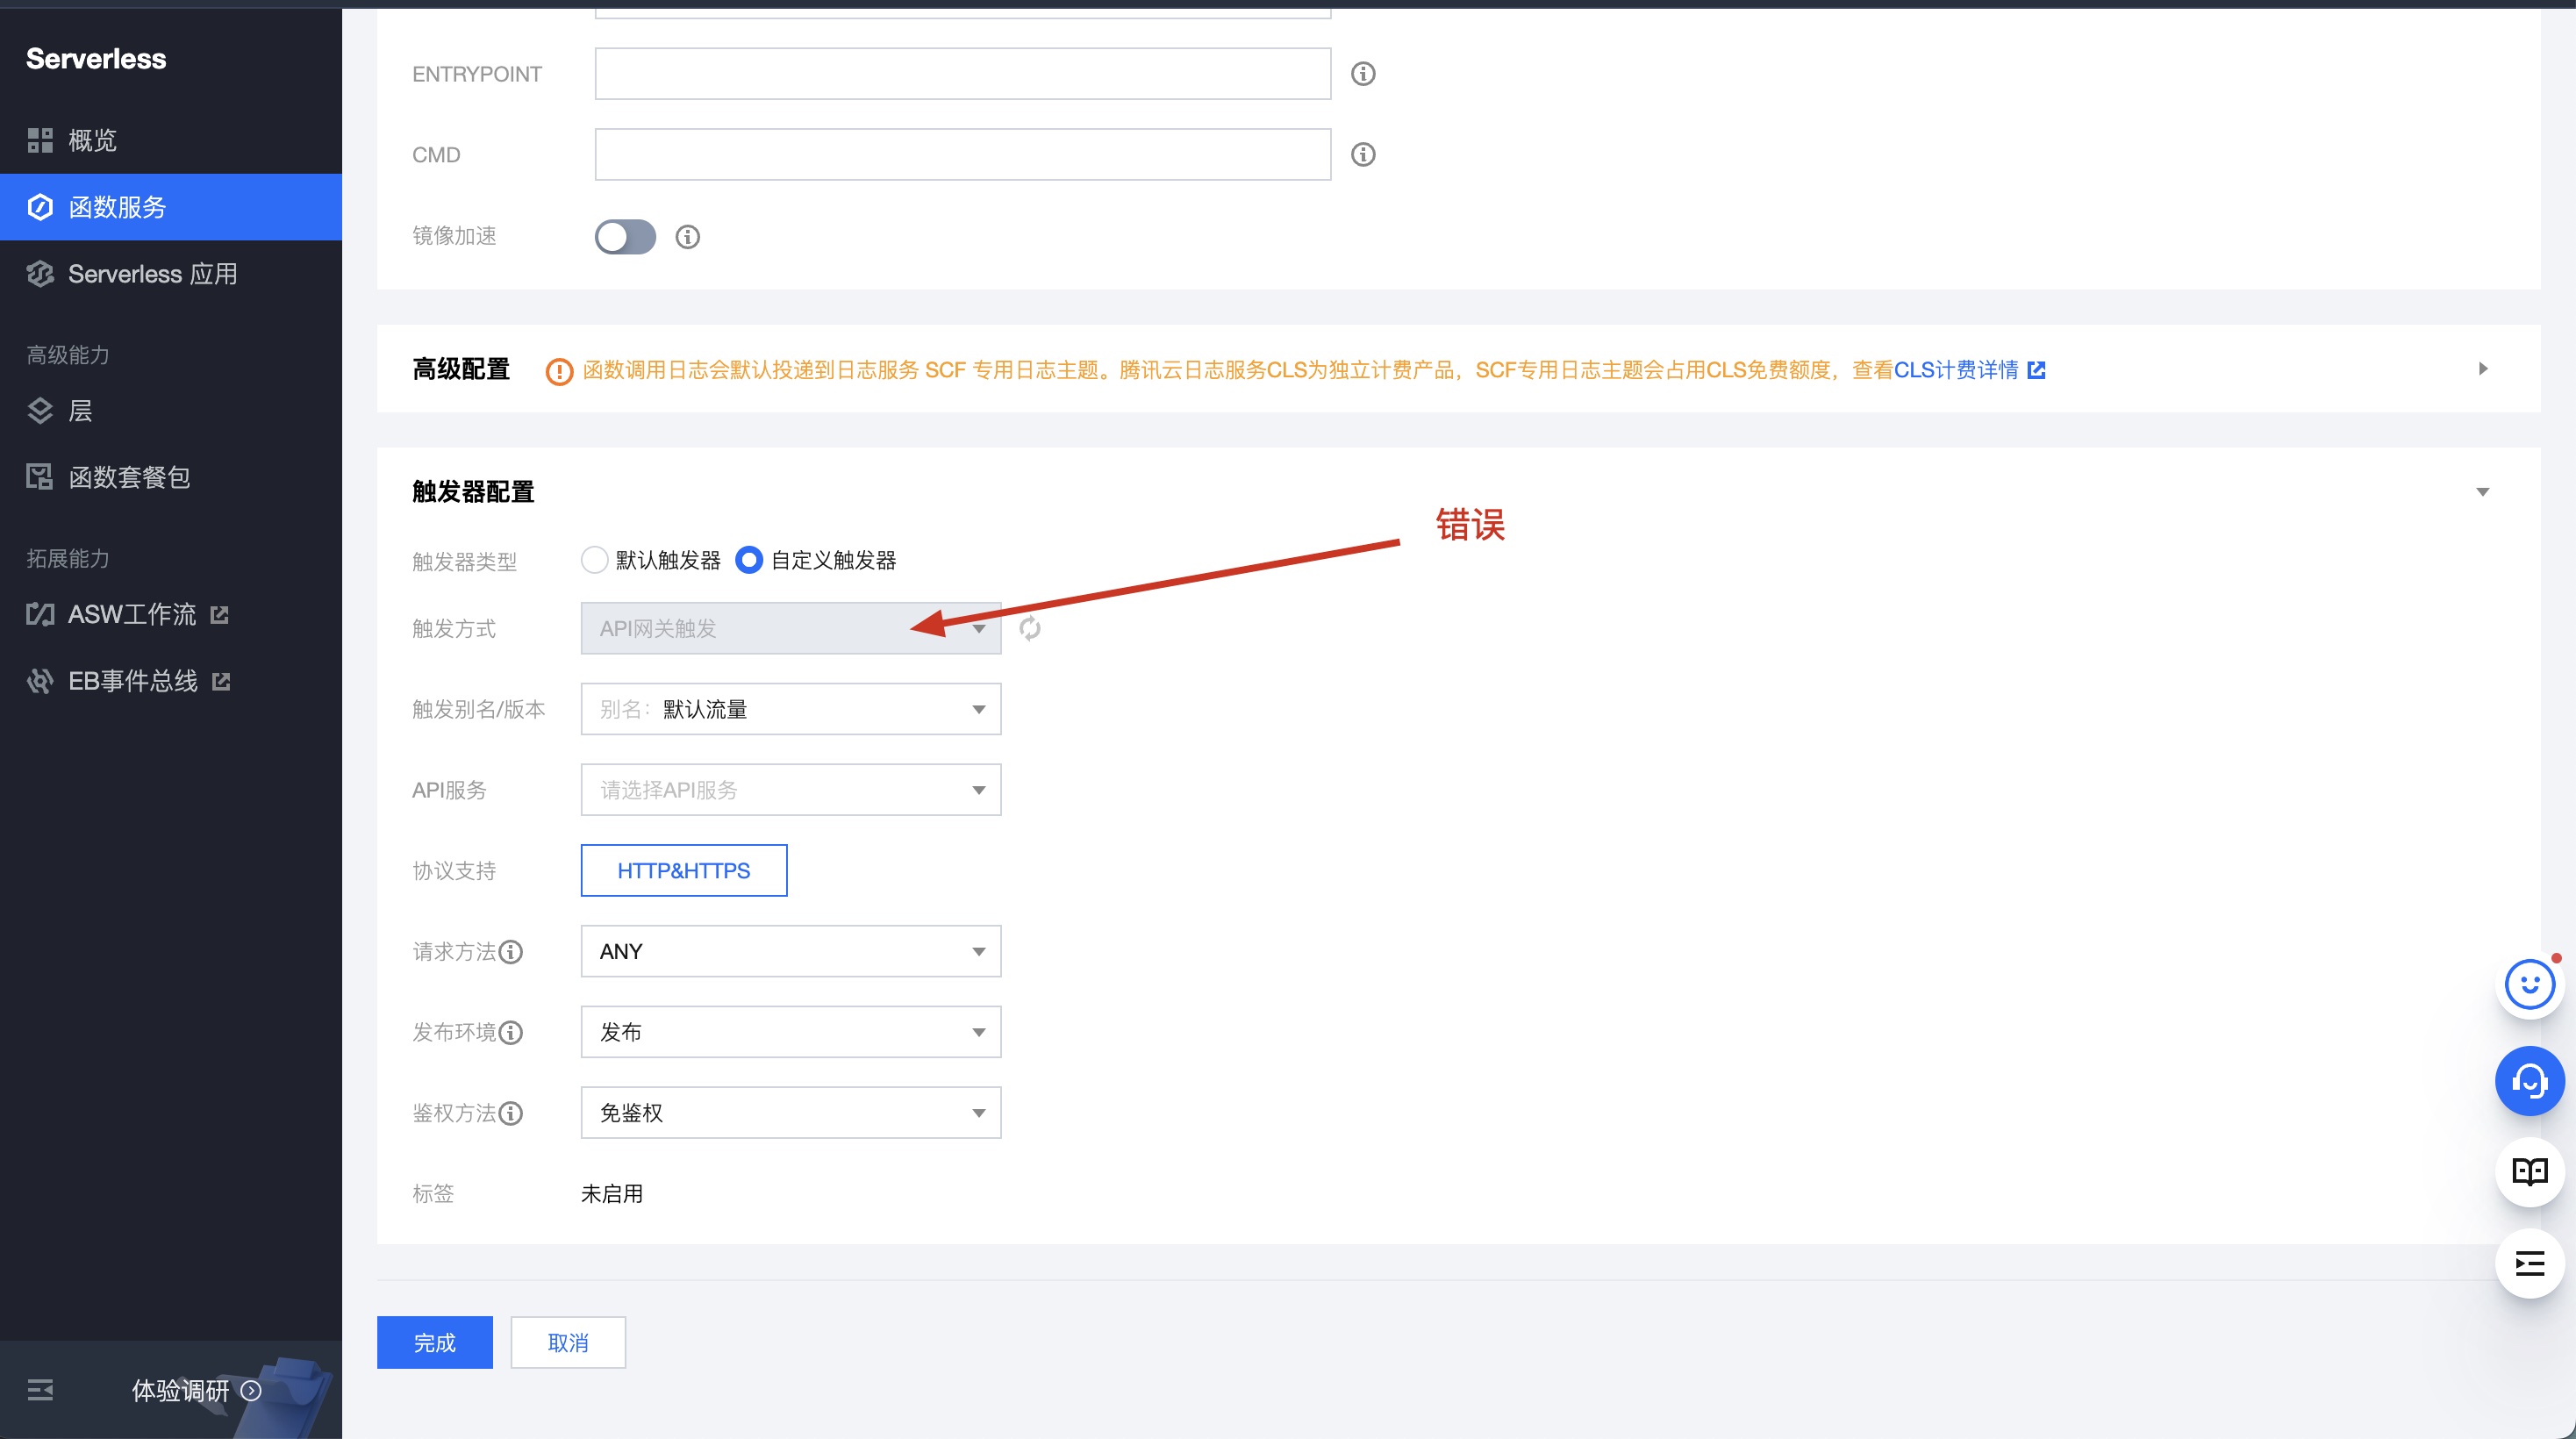 Serverless
概览
函数服务
Serverless 应用
高级能力
层
函数套餐包
拓展能力
ASW工作流
EB事件总线
体验调研
ENTRYPOINT
CMD
镜像加速
高级配置 函数调用日志会默认投递到日志服务 SCF 专用日志主题。腾讯云日志服务CLS为独立计费产品，SCF专用日志主题会占用CLS免费额度，查看CLS计费详情
触发器配置
错误
触发器类型 默认触发器 自定义触发器
触发方式 API网关触发
触发别名/版本 别名： 默认流量
API服务 请选择API服务
协议支持 HTTP&HTTPS
请求方法 ANY
发布环境 发布
鉴权方法 免鉴权
标签 未启用
完成 取消